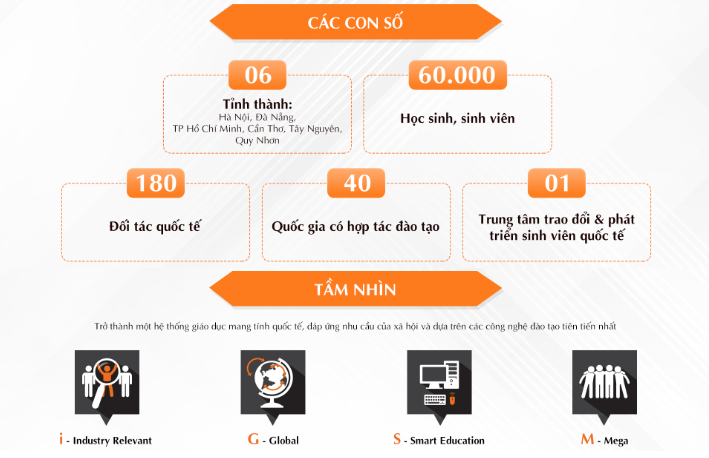 CÁC CON SỐ
06
Tỉnh thành:
Hà Nội, Đà Nẵng,
TP Hồ Chí Minh, Cần Thơ, Tây Nguyên,
Quy Nhơn
60.000
Học sinh, sinh viên
180
Đối tác quốc tế
40
Quốc gia có hợp tác đào tạo
01
Trung tâm trao đổi & phát
triển sinh viên quốc tế
TẦM NHÌN
Trở thành một hệ thống giáo dục mang tính quốc tế, đáp ứng nhu cầu của xã hội và dựa trên các công nghệ đào tạo tiên tiến nhất
i - Industry Relevant
G - Global
S - Smart Education
M - Mega